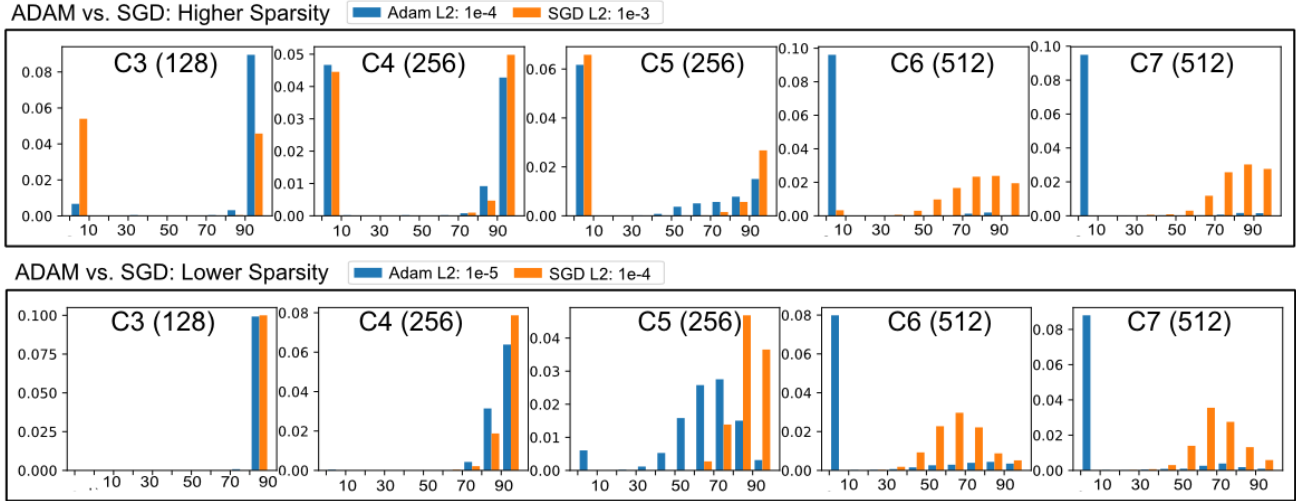 ADAM vs. SGD: Higher Sparsity Adam L2: 1e-4 SGD L2: 1e-3
C3 (128) C4 (256) C5 (256) C6 (512) C7 (512)
0.08 0.06 0.04 0.02 0.00
10 30 50 70 90
0.05 0.04 0.03 0.02 0.01 0.00
10 30 50 70 90
0.06 0.04 0.02 0.00
10 30 50 70 90
0.10 0.08 0.06 0.04 0.02 0.00
10 30 50 70 90
0.10 0.08 0.06 0.04 0.02 0.00
10 30 50 70 90
ADAM vs. SGD: Lower Sparsity Adam L2: 1e-5 SGD L2: 1e-4
C3 (128) C4 (256) C5 (256) C6 (512) C7 (512)
0.100 0.075 0.050 0.025 0.000
10 30 50 70 90
0.08 0.06 0.04 0.02 0.00
10 30 50 70 90
0.04 0.03 0.02 0.01 0.00
10 30 50 70 90
0.08 0.06 0.04 0.02 0.00
10 30 50 70 90
0.08 0.06 0.04 0.02 0.00
10 30 50 70 90